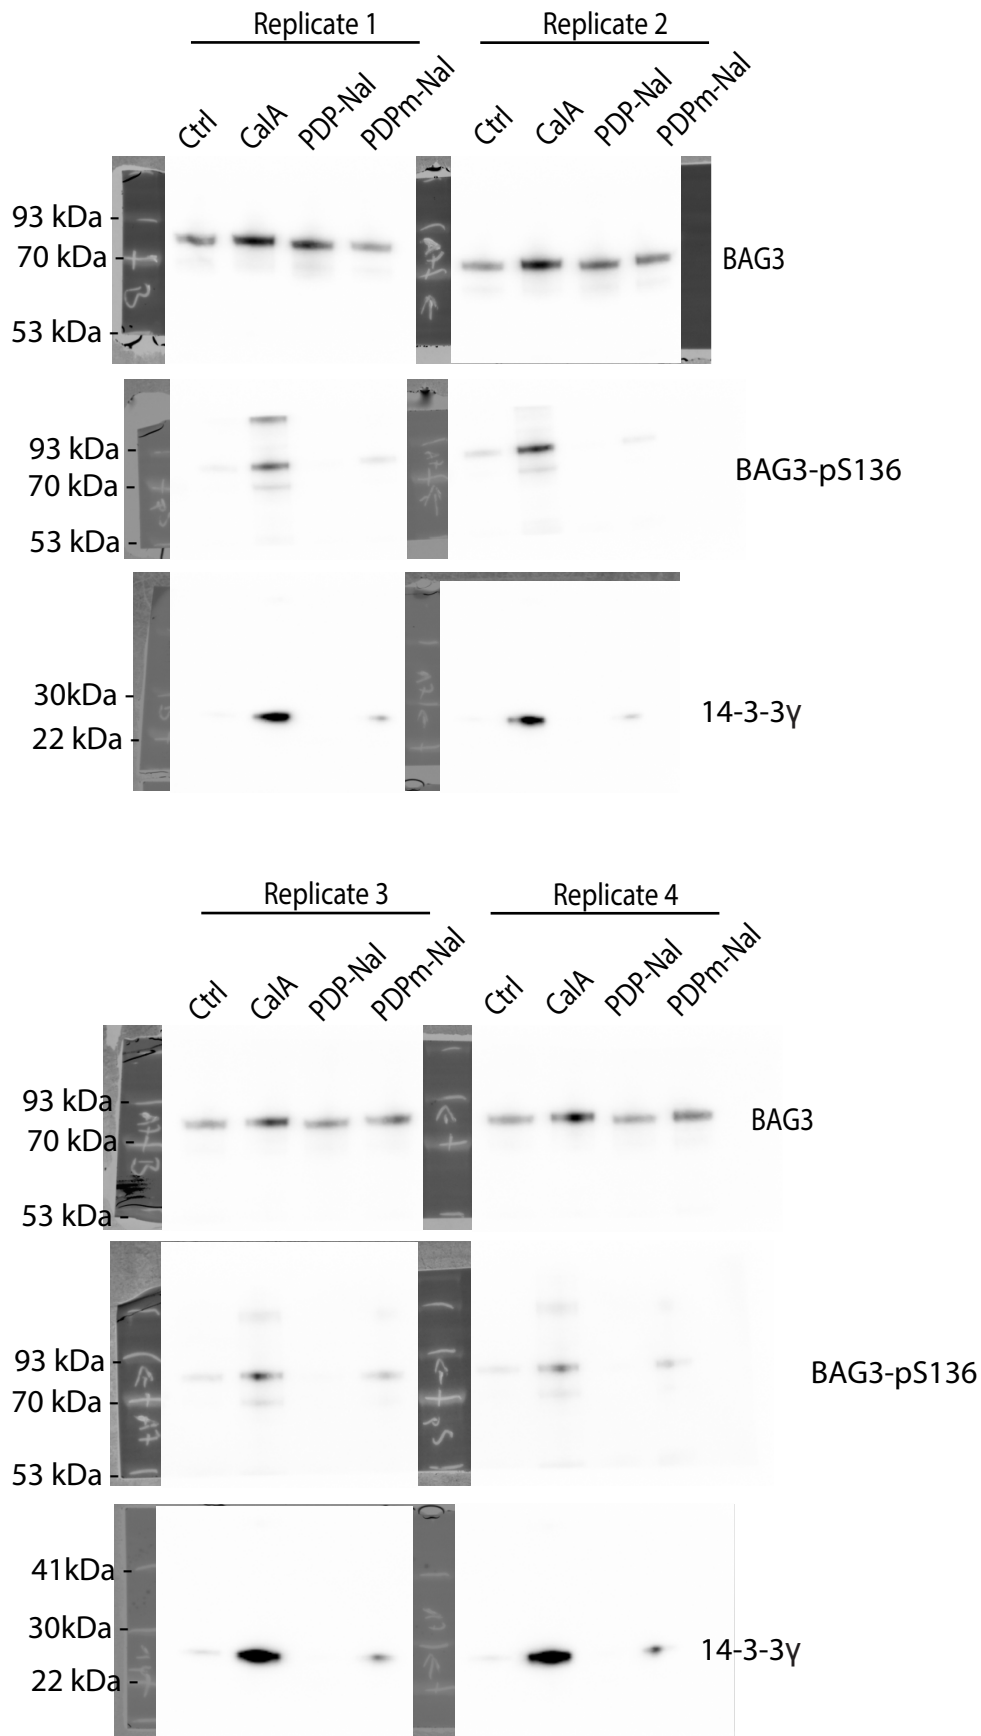 Replicate 1 Replicate 2
Ctrl CalA PDP-Nal PDPm-Nal Ctrl CalA PDP-Nal PDPm-Nal
93 kDa -
70 kDa -
BAG3
53 kDa -
93 kDa -
70 kDa -
BAG3-pS136
53 kDa -
30kDa -
22 kDa -
14-3-3γ
Replicate 3 Replicate 4
Ctrl CalA PDP-Nal PDPm-Nal Ctrl CalA PDP-Nal PDPm-Nal
93 kDa -
70 kDa -
BAG3
53 kDa -
93 kDa -
70 kDa -
BAG3-pS136
53 kDa -
41kDa -
30kDa -
22 kDa -
14-3-3γ